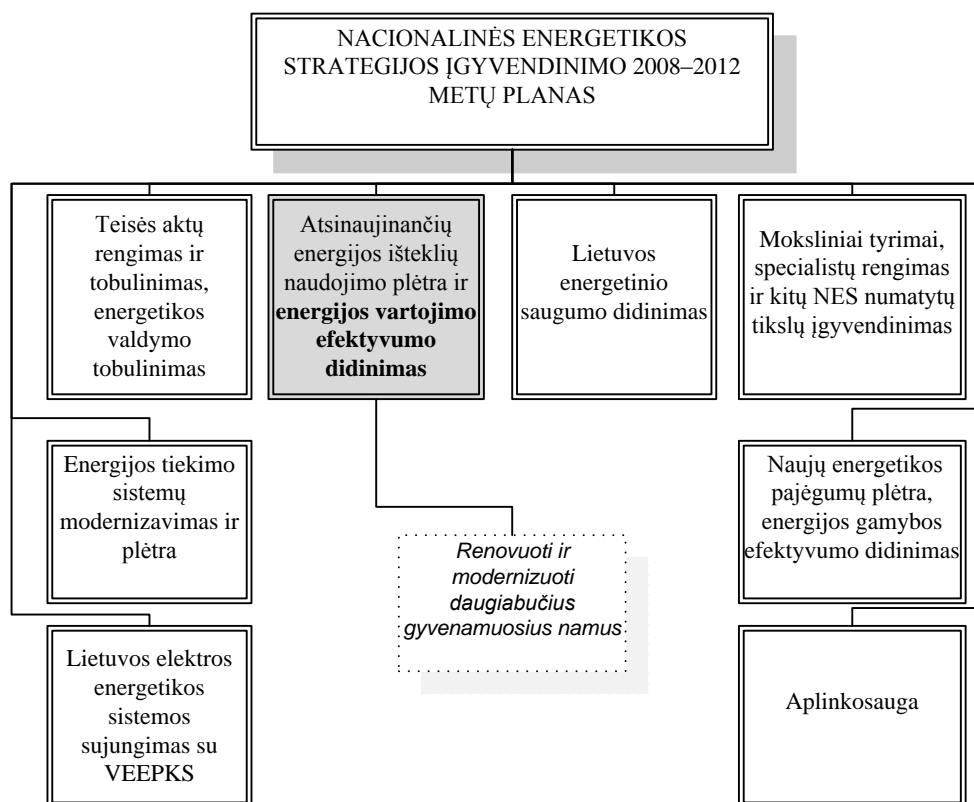 NACIONALINĖS ENERGETIKOS
STRATEGIJOS ĮGYVENDINIMO 2008–2012
METŲ PLANAS
Teisės aktų
rengimas ir
tobulinimas,
energetikos
valdymo
tobulinimas
Atsinaujinančių
energijos išteklių
naudojimo plėtra ir
energijos vartojimo
efektyvumo
didinimas
Lietuvos
energetinio
saugumo didinimas
Moksliniai tyrimai,
specialistų rengimas
ir kitų NES numatytų
tikslų įgyvendinimas
Energijos tiekimo
sistemų
modernizavimas ir
plėtra
Renovuoti ir
modernizuoti
daugiabučius
gyvenamuosius namus
Naujų energetikos
pajėgumų plėtra,
energijos gamybos
efektyvumo didinimas
Lietuvos elektros
energetikos
sistemos
sujungimas su
VEEPKS
Aplinkosauga